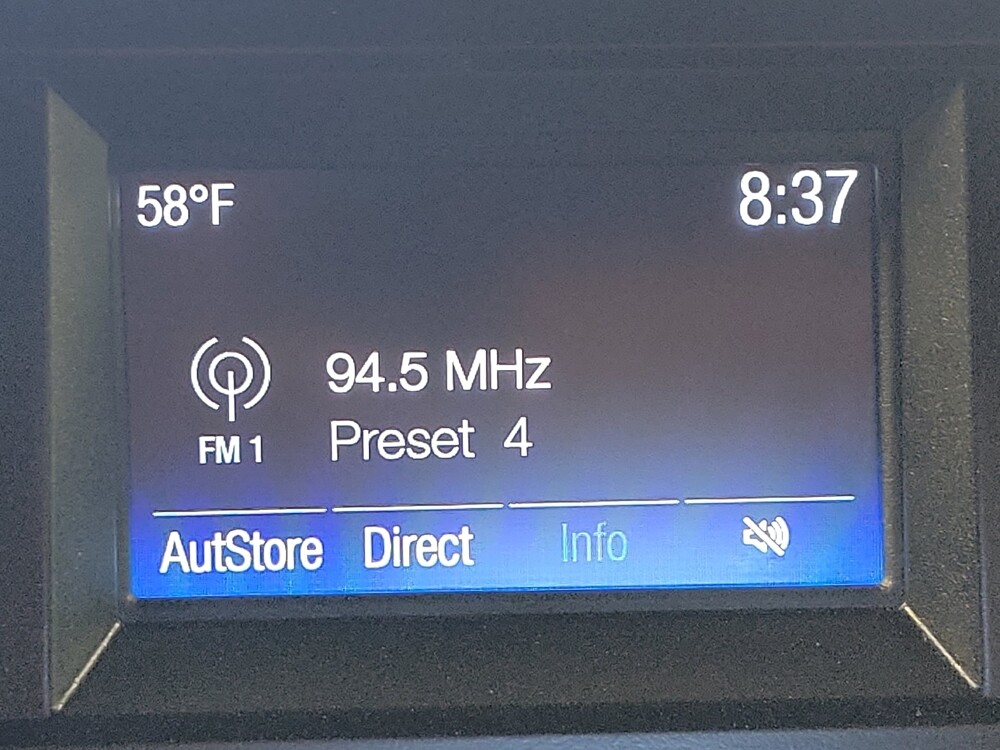 58°F 8:37
94.5 MHz
FM 1 Preset 4
AutStore Direct Info